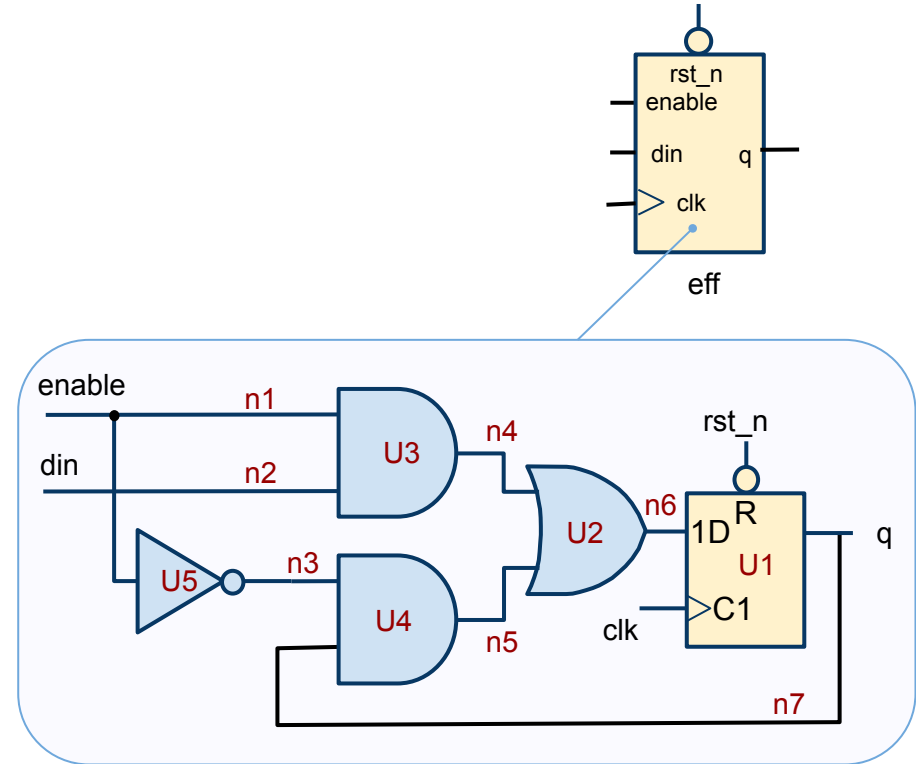 rst_n
enable
din
q
clk
eff
enable
n1
din
n2
U3
n4
rst_n
n6
U2
1D
R
U1
q
U5
n3
U4
n5
clk
C1
n7